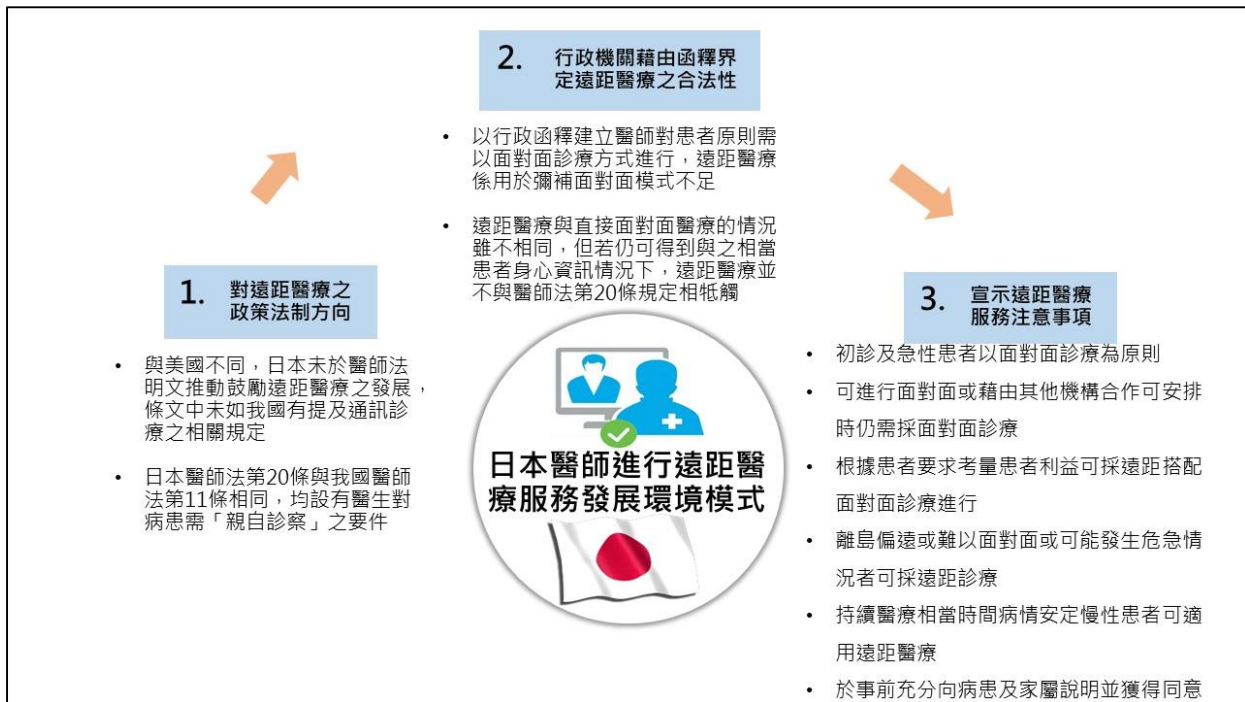 1. 對遠距醫療之
政策法制方向
• 與美國不同，日本未於醫師法
明文推動鼓勵遠距醫療之發展，
條文中未如我國有提及通訊診
療之相關規定
• 日本醫師法第20條與我國醫師
法第11條相同，均設有醫生對
病患需「親自診察」之要件
2. 行政機關藉由函釋界
定遠距醫療之合法性
• 以行政函釋建立醫師對患者原則需
以面對面診療方式進行，遠距醫療
係用於彌補面對面模式不足
• 遠距醫療與直接面對面醫療的情況
雖不相同，但若仍可得到與之相當
患者身心資訊情況下，遠距醫療並
不與醫師法第20條規定相牴觸
日本醫師進行遠距醫
療服務發展環境模式
3. 宣示遠距醫療
服務注意事項
• 初診及急性患者以面對面診療為原則
• 可進行面對面或藉由其他機構合作可安排
時仍需採面對面診療
• 根據患者要求考量患者利益可採遠距搭配
面對面診療進行
• 離島偏遠或難以面對面或可能發生危急情
況者可採遠距診療
• 持續醫療相當時間病情安定慢性患者可適
用遠距醫療
• 於事前充分向病患及家屬說明並獲得同意